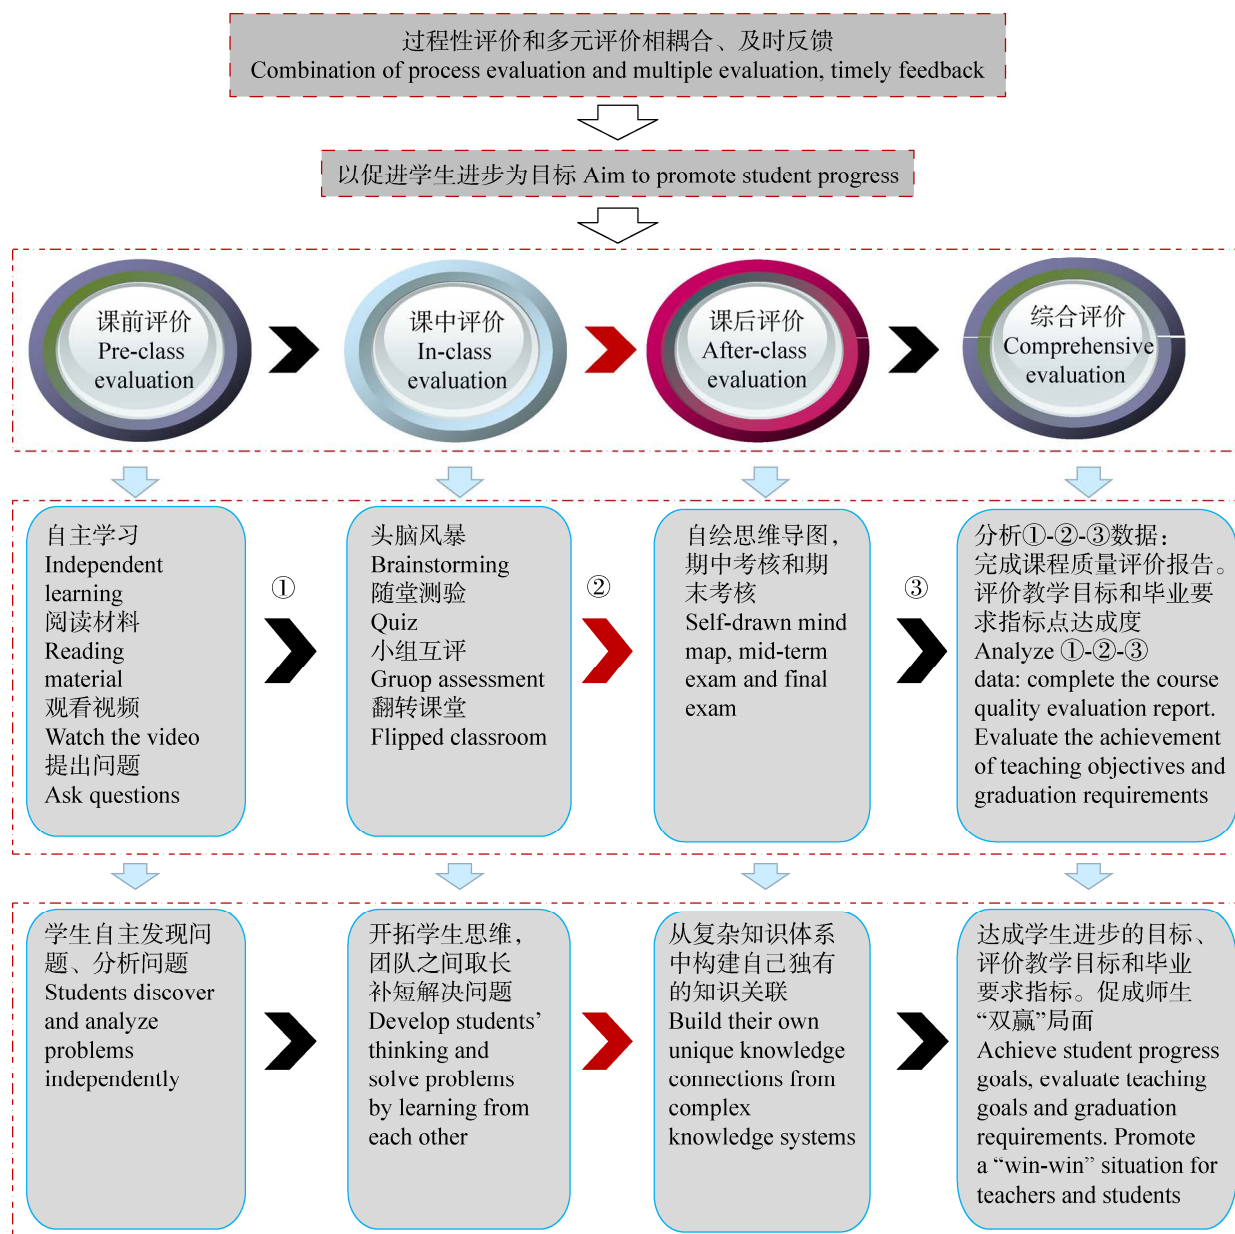 过程性评价和多元评价相耦合、及时反馈
Combination of process evaluation and multiple evaluation, timely feedback
以促进学生进步为目标 Aim to promote student progress
课前评价
Pre-class
evaluation
课中评价
In-class
evaluation
课后评价
After-class
evaluation
综合评价
Comprehensive
evaluation
自主学习
Independent
learning
阅读材料
Reading
material
观看视频
Watch the video
提出问题
Ask questions
①
头脑风暴
Brainstorming
随堂测验
Quiz
小组互评
Gruop assessment
翻转课堂
Flipped classroom
②
自绘思维导图，
期中考核和期
末考核
Self-drawn mind
map, mid-term
exam and final
exam
③
分析①-②-③数据：
完成课程质量评价报告。
评价教学目标和毕业要
求指标点达成度
Analyze ①-②-③
data: complete the course
quality evaluation report.
Evaluate the achievement
of teaching objectives and
graduation requirements
学生自主发现问
题、分析问题
Students discover
and analyze
problems
independently
开拓学生思维，
团队之间取长
补短解决问题
Develop students’
thinking and
solve problems
by learning from
each other
从复杂知识体系
中构建自己独有
的知识关联
Build their own
unique knowledge
connections from
complex
knowledge systems
达成学生进步的目标、
评价教学目标和毕业
要求指标。促成师生
“双赢”局面
Achieve student progress
goals, evaluate teaching
goals and graduation
requirements. Promote
a “win-win” situation for
teachers and students